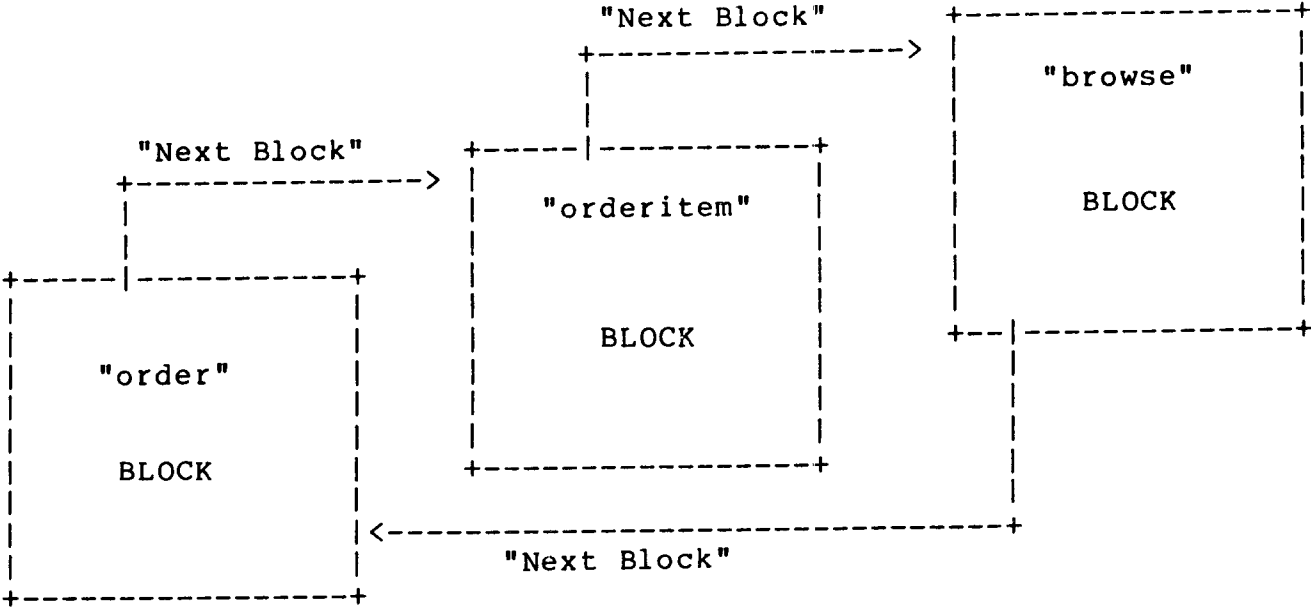 "Next Block"
"browse"
"Next Block"
"orderitem"
BLOCK
BLOCK
"order"
BLOCK
"Next Block"